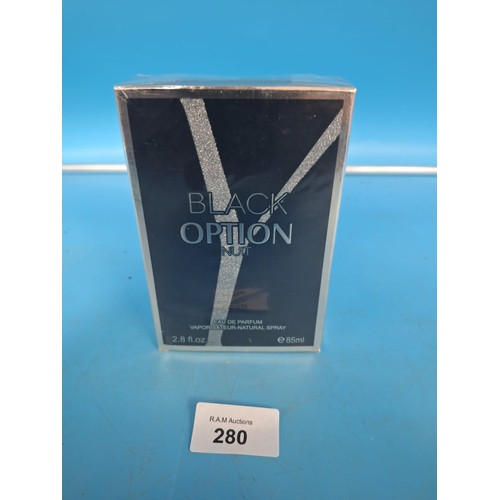 BLACK
OPTION
NUIT
EAU DE PARFUM
VAPORISATEUR-NATURAL SPRAY
2.8 fl.oz ℮85ml
R.A.M Auctions
280